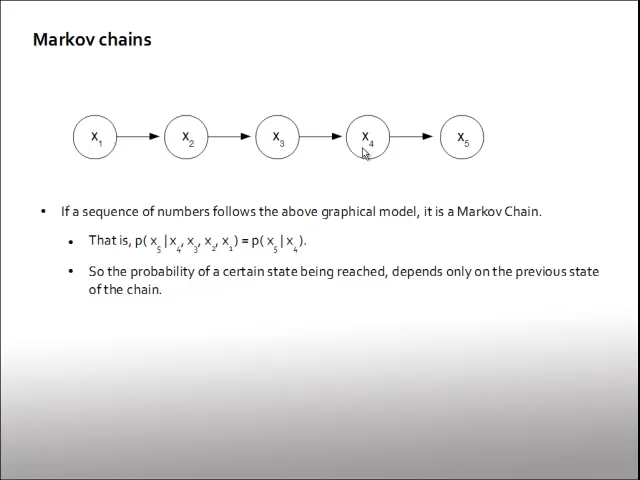 Markov chains
x1 x2 x3 x4 x5
• If a sequence of numbers follows the above graphical model, it is a Markov Chain.
• That is, p( x5 | x4, x3, x2, x1 ) = p( x5 | x4 ).
• So the probability of a certain state being reached, depends only on the previous state
of the chain.